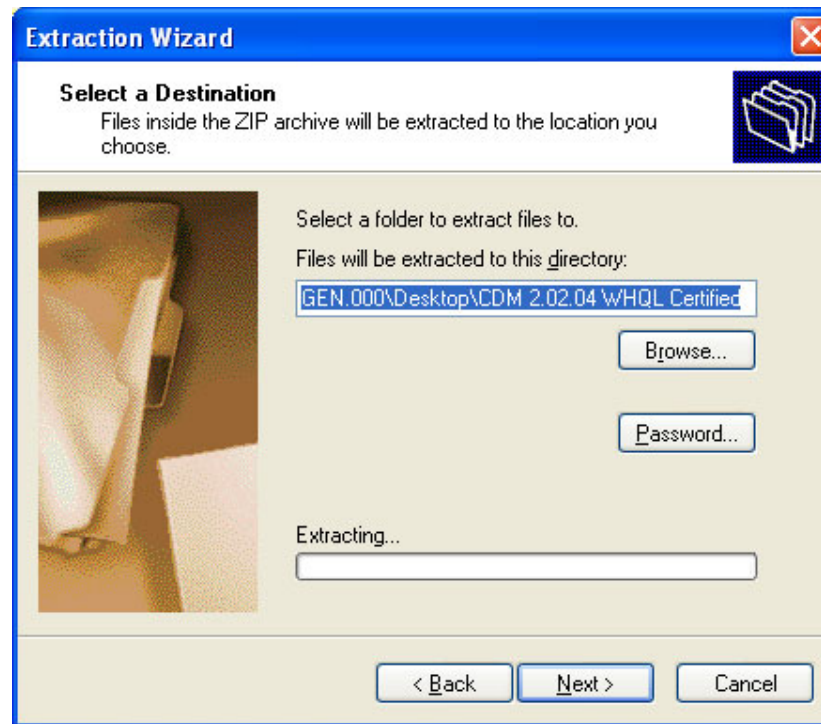 Extraction Wizard
Select a Destination
Files inside the ZIP archive will be extracted to the location you
choose.
Select a folder to extract files to.
Files will be extracted to this directory:
GEN.000\Desktop\CDM 2.02.04 WHQL Certified
Browse...
Password...
Extracting...
< Back
Next >
Cancel